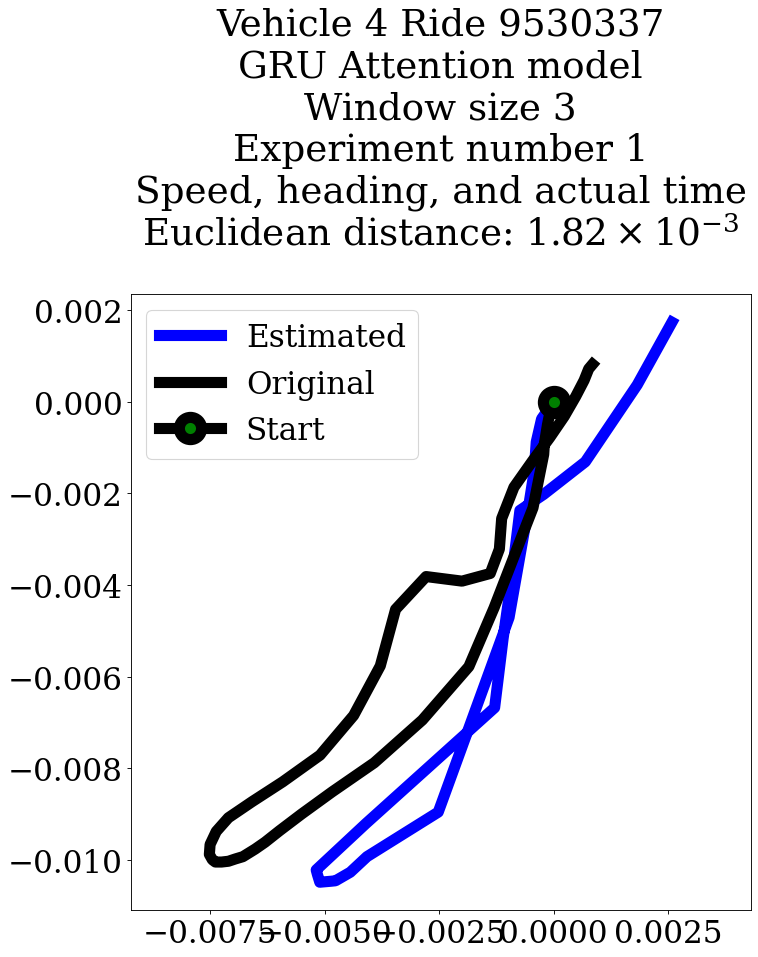 Vehicle 4 Ride 9530337
GRU Attention model
Window size 3
Experiment number 1
Speed, heading, and actual time
Euclidean distance: 1.82 × 10⁻³
Estimated
Original
Start
0.002
0.000
−0.002
−0.004
−0.006
−0.008
−0.010
−0.0075 −0.0050 −0.0025 0.0000 0.0025